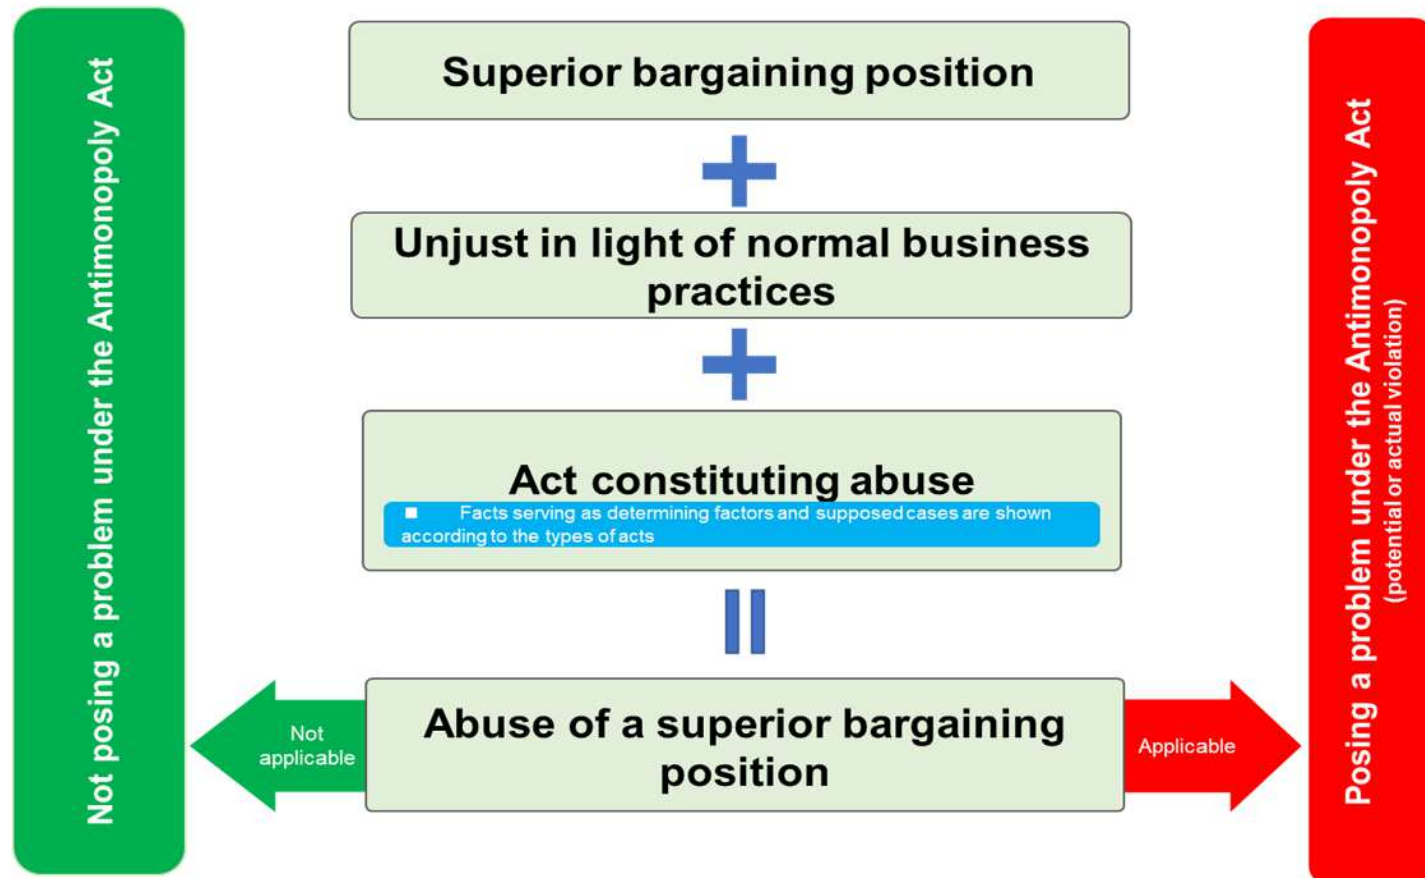 Not posing a problem under the Antimonopoly Act
Superior bargaining position
Unjust in light of normal business
practices
Act constituting abuse
■ Facts serving as determining factors and supposed cases are shown
according to the types of acts
Not
applicable
Abuse of a superior bargaining
position
Applicable
Posing a problem under the Antimonopoly Act
(potential or actual violation)